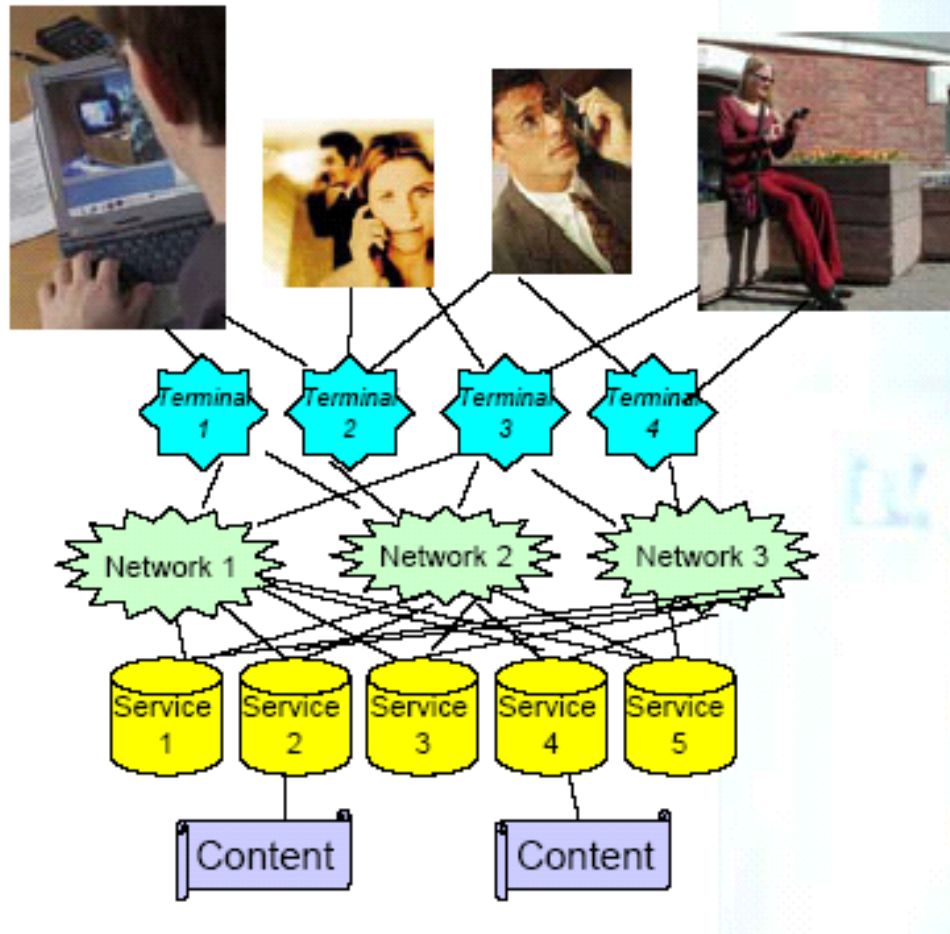 Terminal
1
Terminal
2
Terminal
3
Terminal
4
Network 1
Network 2
Network 3
Service
1
Service
2
Service
3
Service
4
Service
5
Content
Content